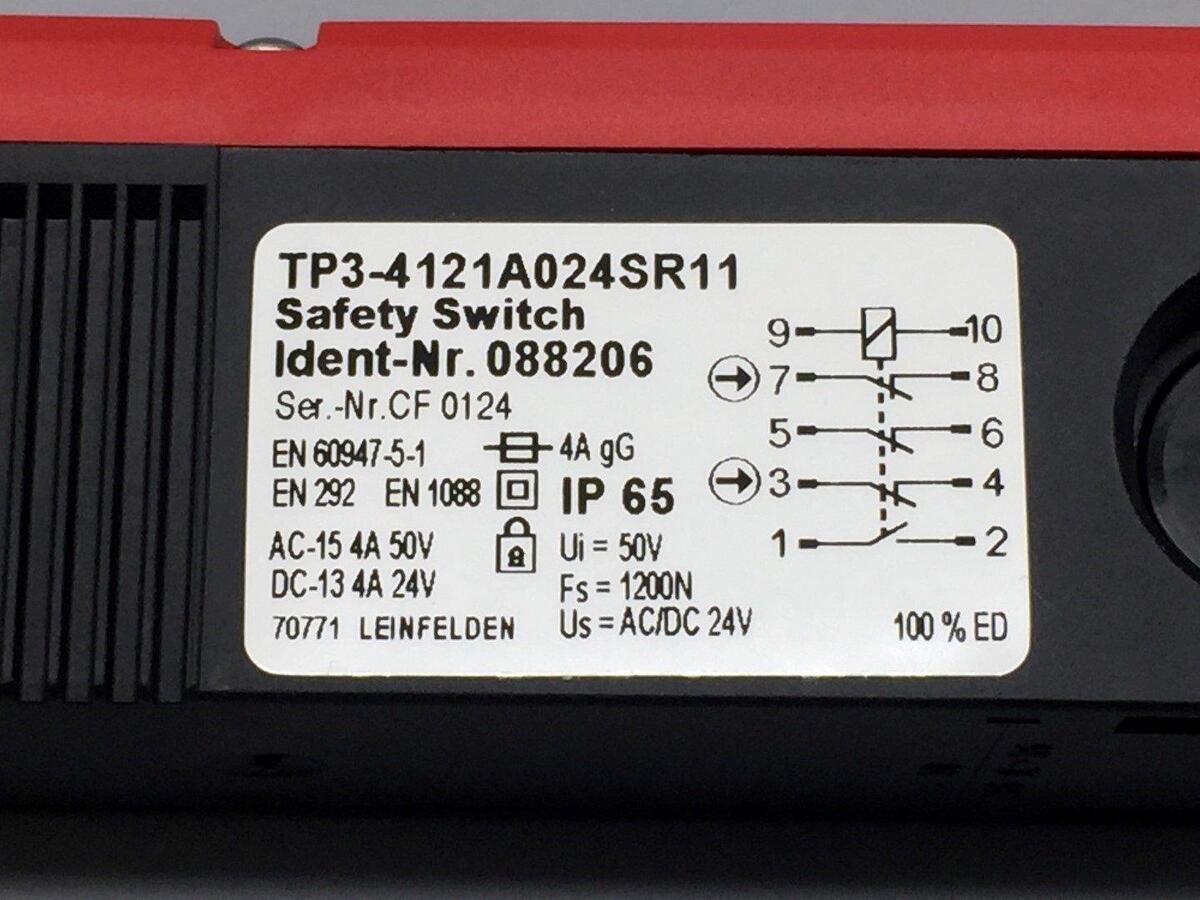 TP3-4121A024SR11
Safety Switch
Ident-Nr. 088206
Ser.-Nr.CF 0124
EN 60947-5-1 4A gG
EN 292 EN 1088 IP 65
AC-15 4A 50V Ui = 50V
DC-13 4A 24V Fs = 1200N
70771 LEINFELDEN Us = AC/DC 24V
9 10
7 8
5 6
3 4
1 2
100 % ED